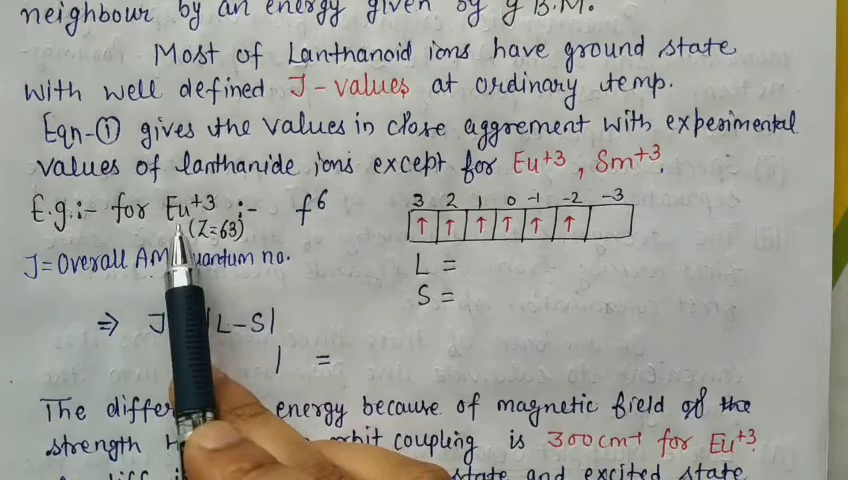 neighbour by an energy given by g B.M.
Most of Lanthanoid ions have ground state
with well defined J-values at ordinary temp.
Eqn-① gives the values in close aggrement with experimental
values of lanthanide ions except for Eu+3, Sm+3.
E.g.:- for Eu+3 :- f6
(Z=63)
3 2 1 0 -1 -2 -3
↑ ↑ ↑ ↑ ↑ ↑
J=Overall AM quantum no.
L =
S =
⇒ J |L-S|
| =
The energy because of magnetic field of the
strength coupling is 300cm-1 for Eu+3.
state and excited state